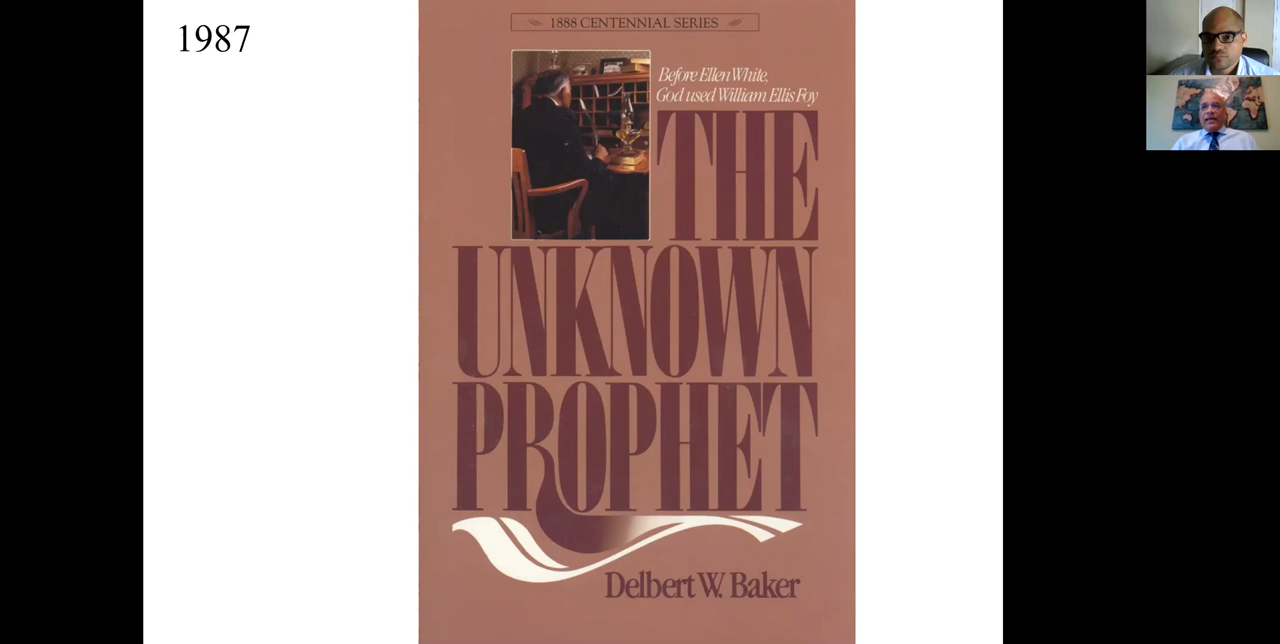 1987
1888 CENTENNIAL SERIES
Before Ellen White,
God used William Ellis Foy
THE
UNKNOWN
PROPHET
Delbert W. Baker